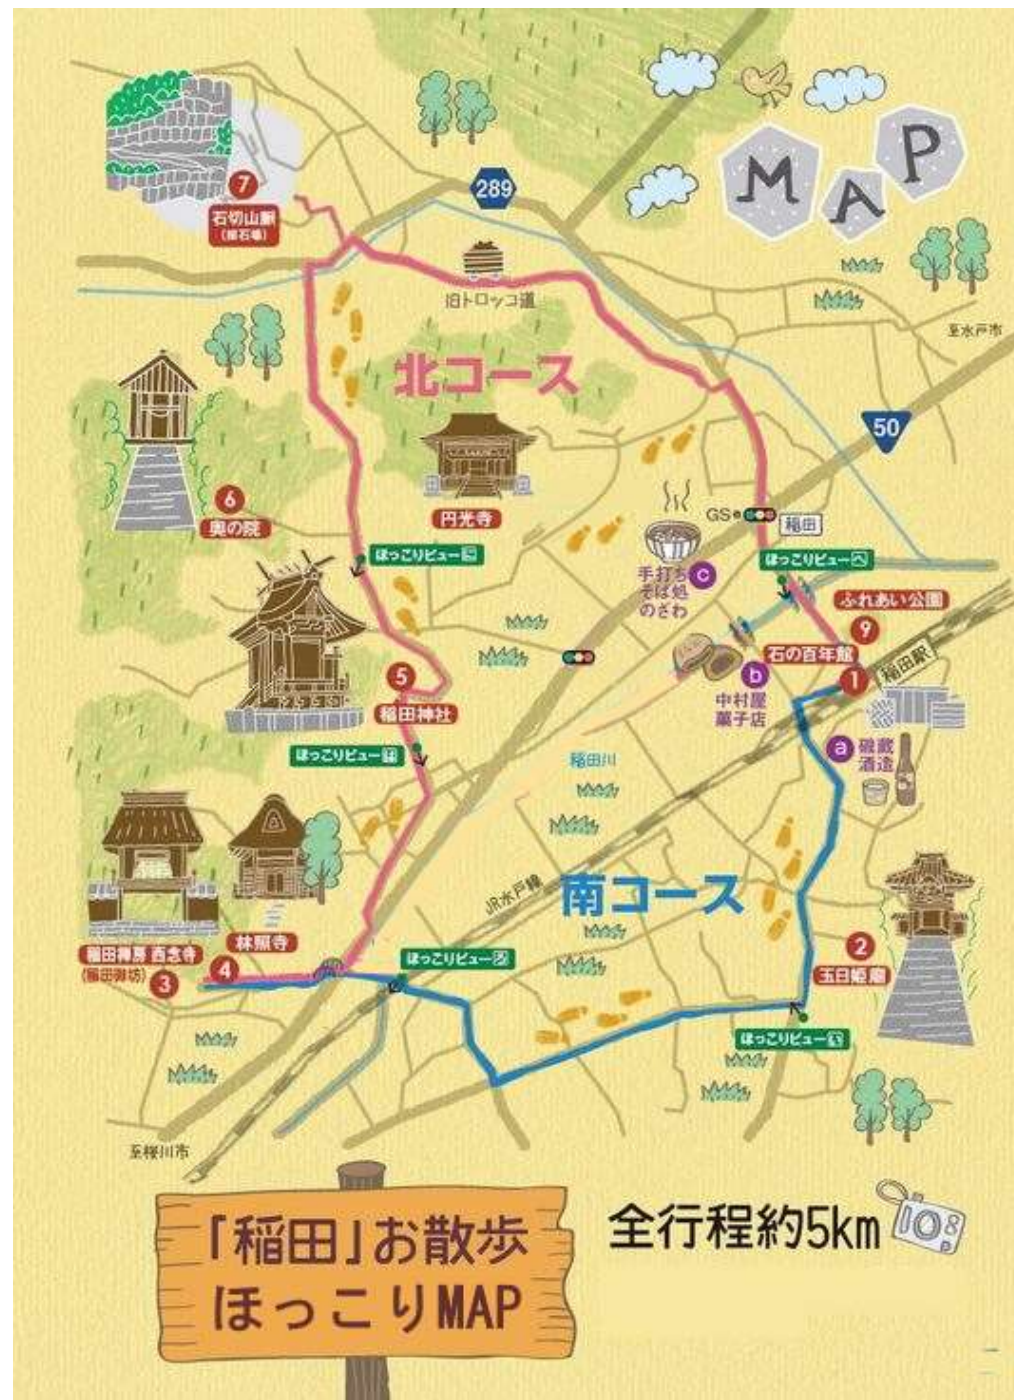 MAP
289
7
石切山脈
(採石場)
旧トロッコ道
至水戸市
北コース
50
6
奥の院
円光寺
GS
稲田
ほっこりビュー
ほっこりビュー
手打ち
そば処
のざわ
c
ふれあい公園
9
石の百年館
1
稲田駅
5
稲田神社
b
中村屋
菓子店
ほっこりビュー
稲田川
a
磯蔵
酒造
JR水戸線
南コース
稲田禅房 西念寺
(稲田御坊)
3
林照寺
4
ほっこりビュー
2
玉日姫廟
ほっこりビュー
至桜川市
「稲田」お散歩
ほっこりMAP
全行程約5km